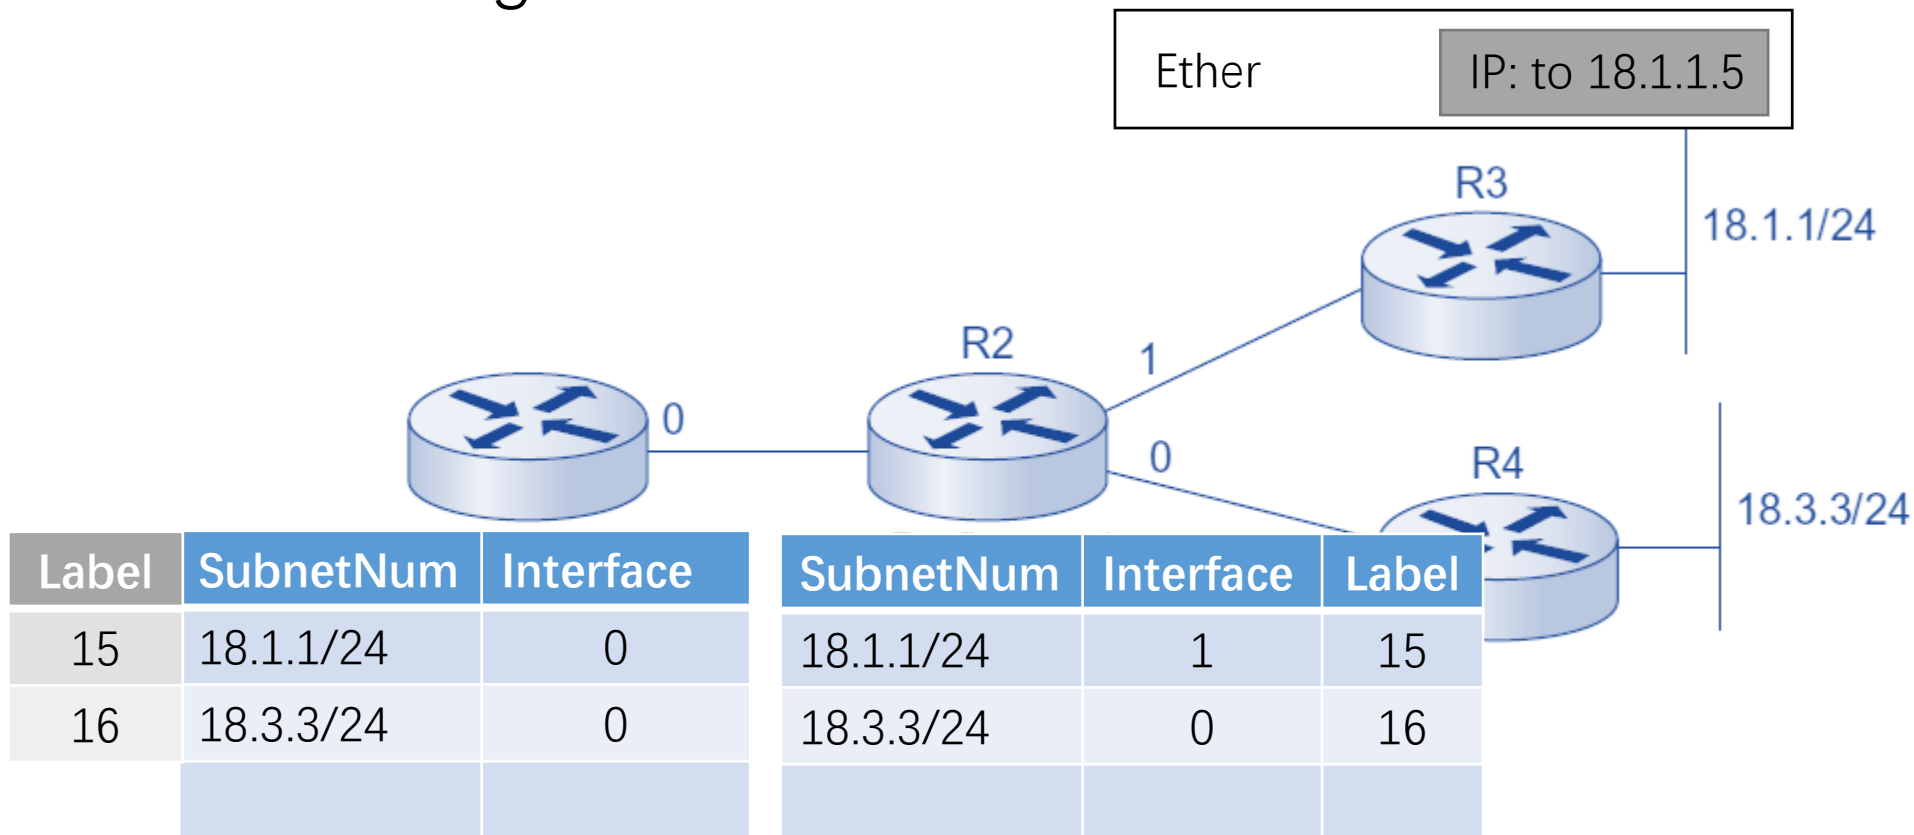 Ether IP: to 18.1.1.5
R3
18.1.1/24
R2
1
0
0
R4
18.3.3/24
Label SubnetNum Interface
15 18.1.1/24 0
16 18.3.3/24 0
SubnetNum Interface Label
18.1.1/24 1 15
18.3.3/24 0 16